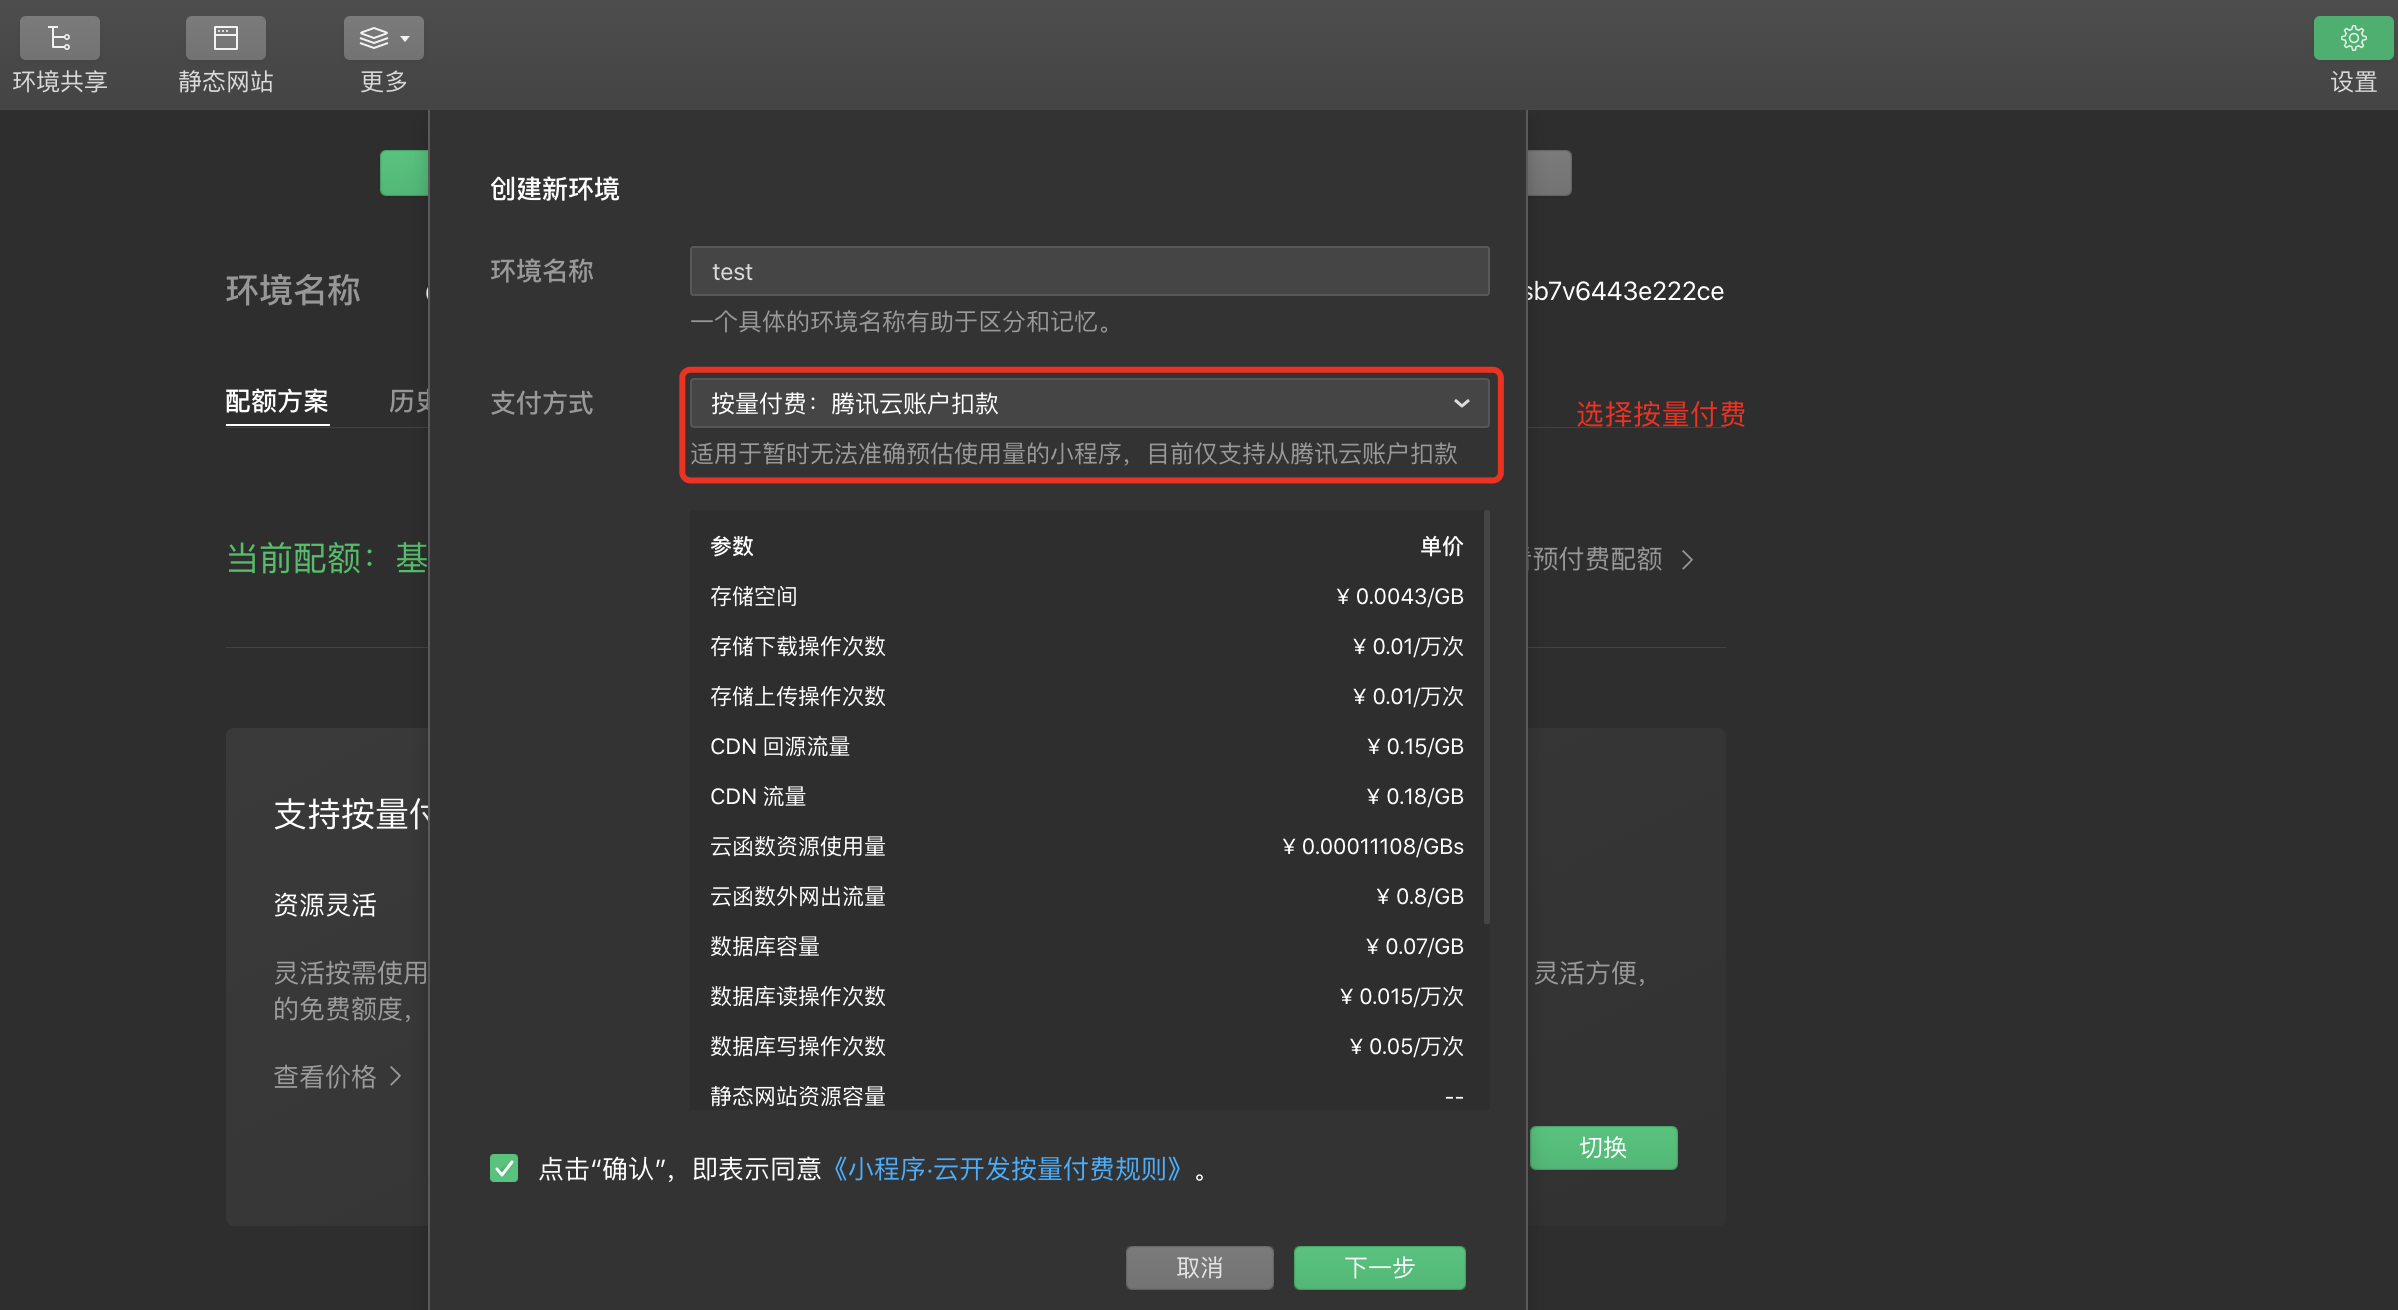 环境共享
静态网站
更多
设置
创建新环境
环境名称
test
一个具体的环境名称有助于区分和记忆。
环境名称
sb7v6443e222ce
支付方式
按量付费：腾讯云账户扣款
适用于暂时无法准确预估使用量的小程序，目前仅支持从腾讯云账户扣款
选择按量付费
配额方案
历史
当前配额：基
预付费配额
参数 单价
存储空间 ¥ 0.0043/GB
存储下载操作次数 ¥ 0.01/万次
存储上传操作次数 ¥ 0.01/万次
CDN 回源流量 ¥ 0.15/GB
CDN 流量 ¥ 0.18/GB
云函数资源使用量 ¥ 0.00011108/GBs
云函数外网出流量 ¥ 0.8/GB
数据库容量 ¥ 0.07/GB
数据库读操作次数 ¥ 0.015/万次
数据库写操作次数 ¥ 0.05/万次
静态网站资源容量 --
支持按量付
资源灵活
灵活按需使用
的免费额度，
灵活方便，
查看价格
切换
点击“确认”，即表示同意《小程序·云开发按量付费规则》。
取消
下一步